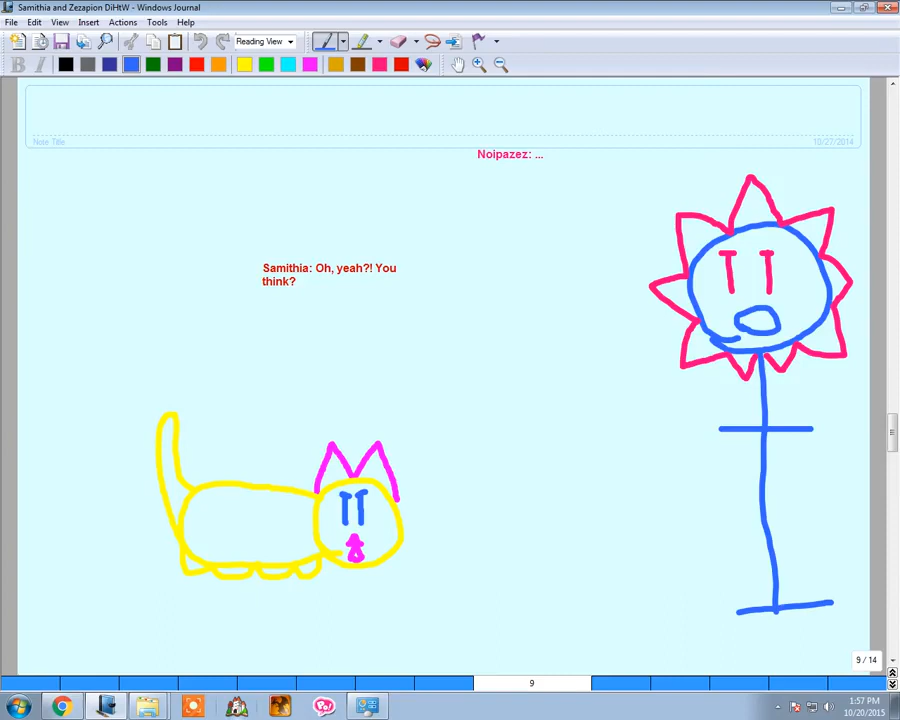 Samithia and Zezapion DiHtW - Windows Journal
File Edit View Insert Actions Tools Help
Reading View
B I
Note Title
10/27/2014
Noipazez: ...
Samithia: Oh, yeah?! You
think?
9 / 14
9
Po!
1:57 PM
10/20/2015